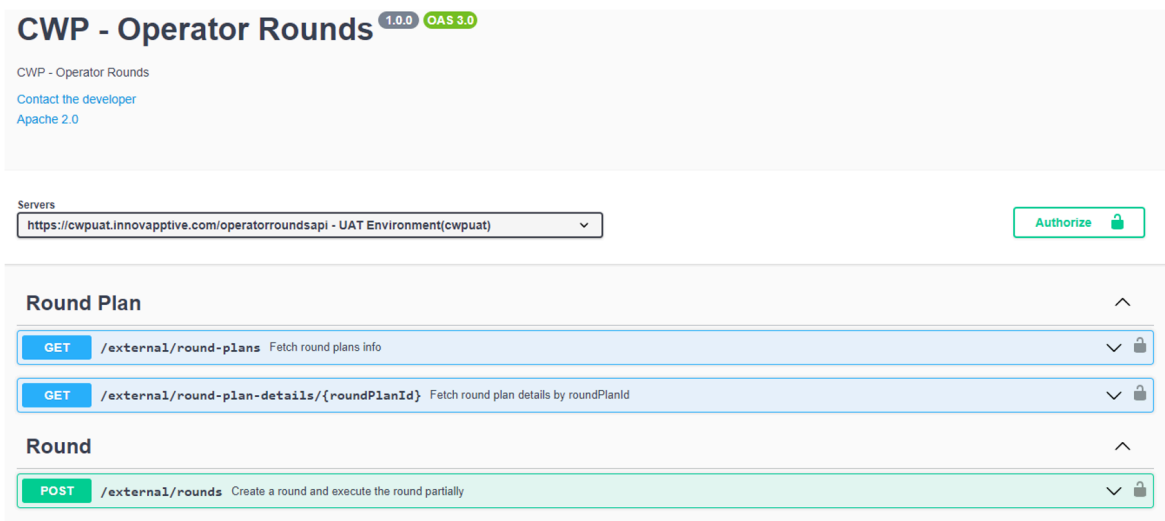 CWP - Operator Rounds 1.0.0 OAS 3.0
CWP - Operator Rounds
Contact the developer
Apache 2.0
Servers
https://cwpuat.innovapptive.com/operatorroundsapi - UAT Environment(cwpuat)
Authorize
Round Plan
GET /external/round-plans Fetch round plans info
GET /external/round-plan-details/{roundPlanId} Fetch round plan details by roundPlanId
Round
POST /external/rounds Create a round and execute the round partially